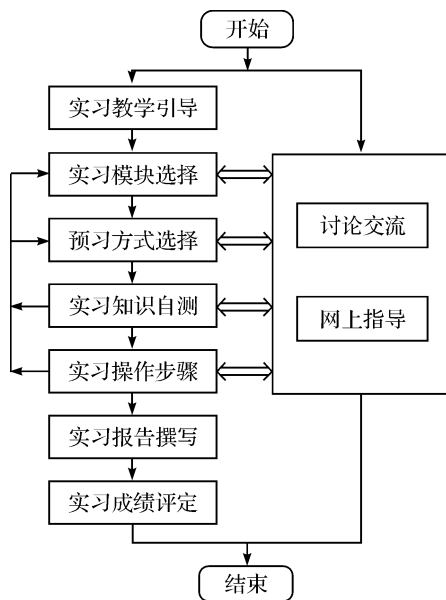 开始
实习教学引导
实习模块选择
预习方式选择
实习知识自测
实习操作步骤
实习报告撰写
实习成绩评定
讨论交流
网上指导
结束